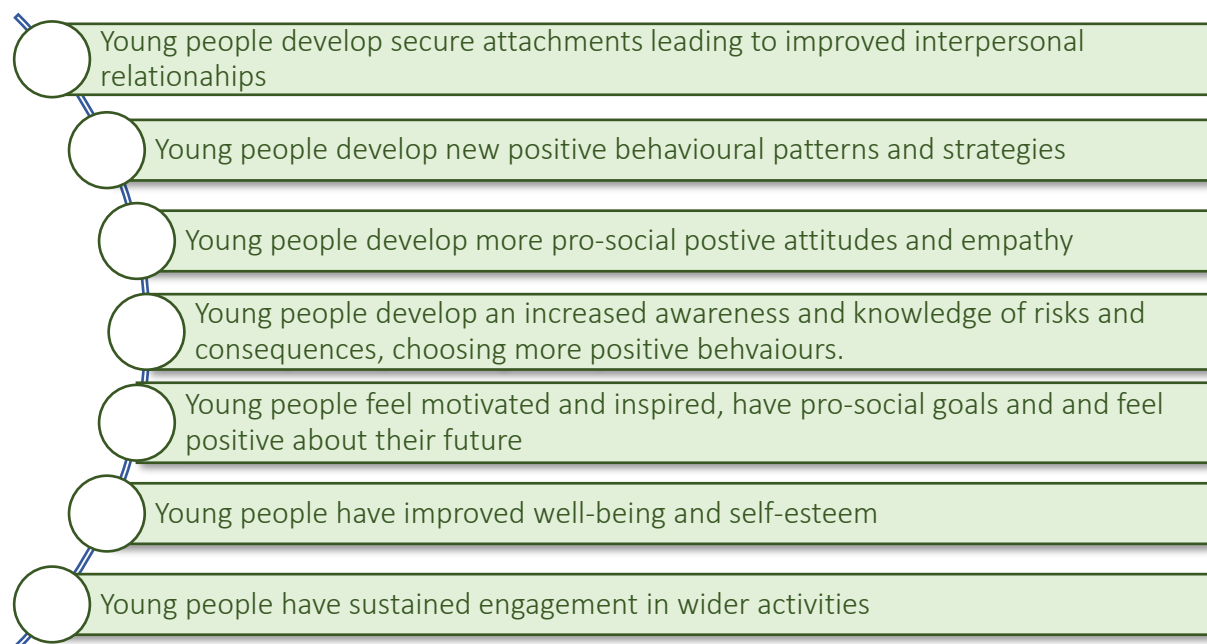 Young people develop secure attachments leading to improved interpersonal
relationahips
Young people develop new positive behavioural patterns and strategies
Young people develop more pro-social postive attitudes and empathy
Young people develop an increased awareness and knowledge of risks and
consequences, choosing more positive behvaiours.
Young people feel motivated and inspired, have pro-social goals and and feel
positive about their future
Young people have improved well-being and self-esteem
Young people have sustained engagement in wider activities